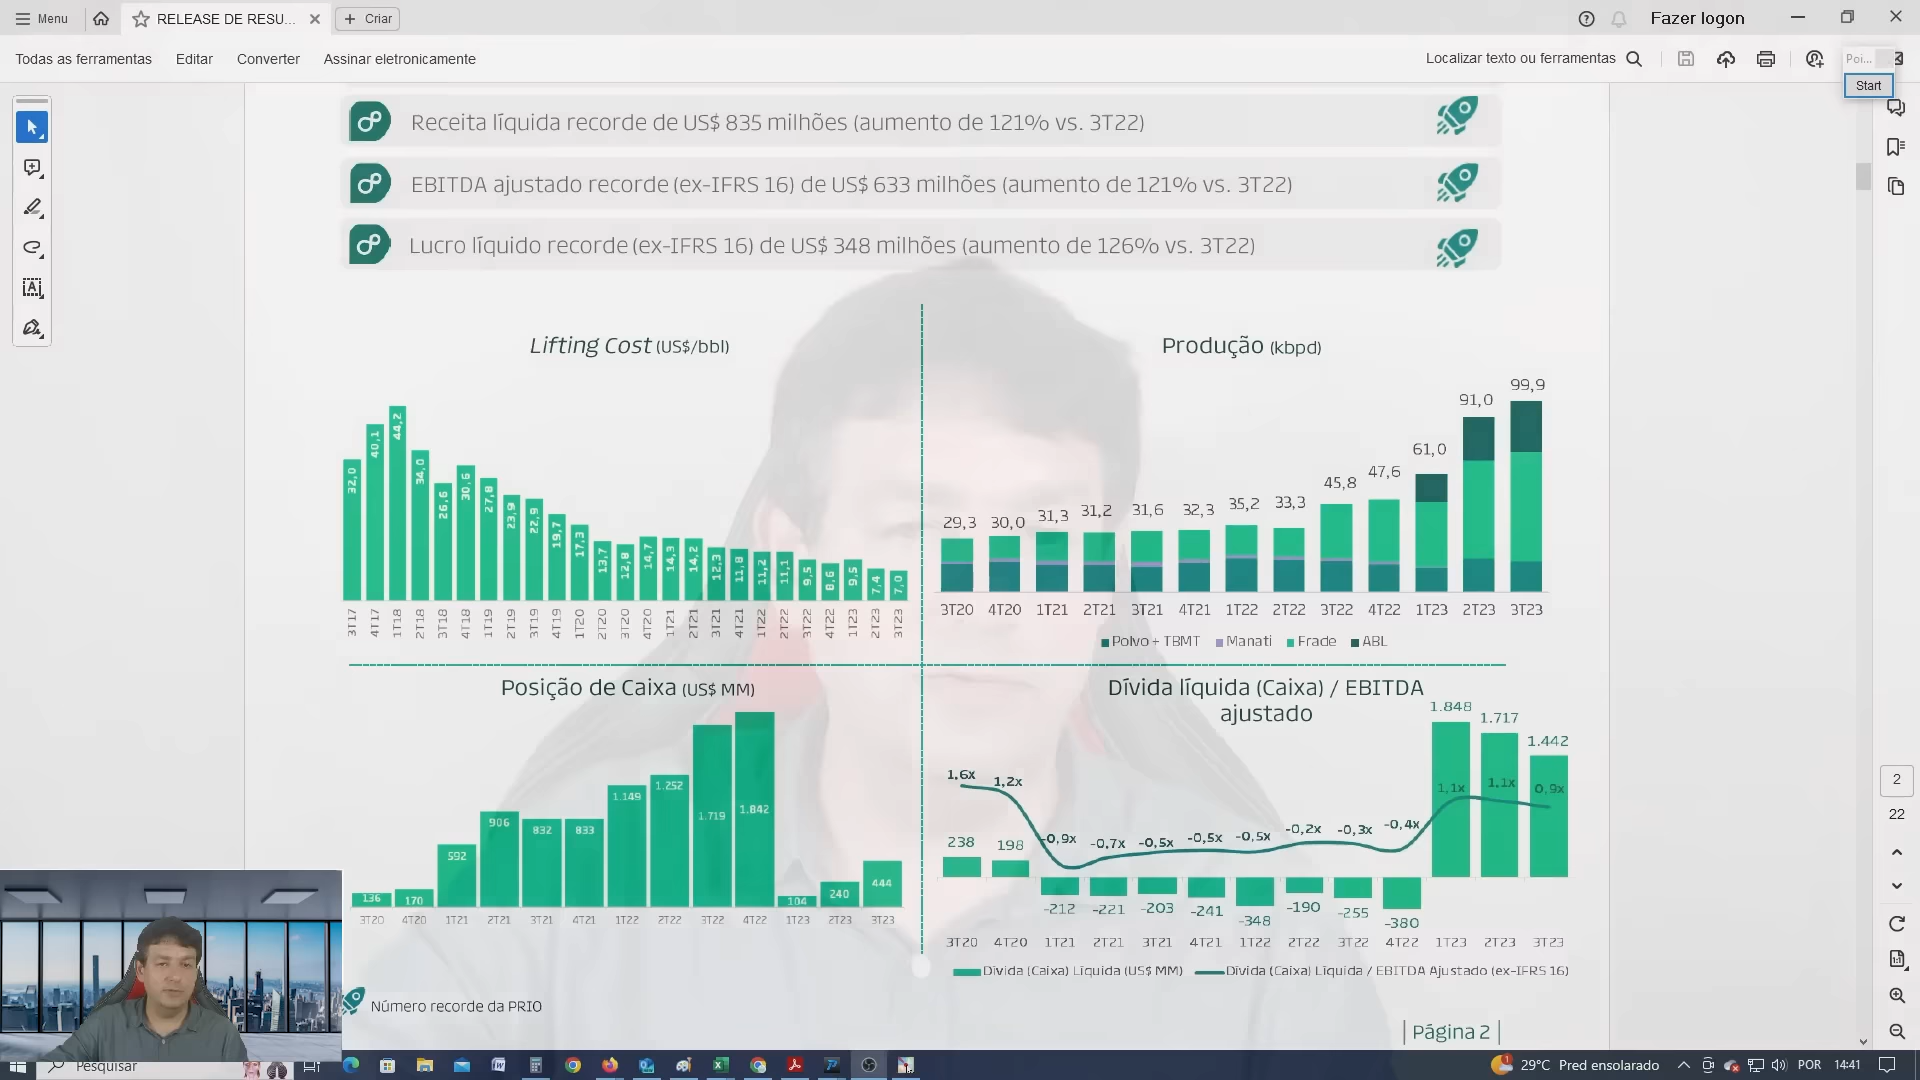 Menu
RELEASE DE RESU...
Criar
Fazer logon
Todas as ferramentas
Editar
Converter
Assinar eletronicamente
Localizar texto ou ferramentas
Poi...
Start
Receita líquida recorde de US$ 835 milhões (aumento de 121% vs. 3T22)
EBITDA ajustado recorde (ex-IFRS 16) de US$ 633 milhões (aumento de 121% vs. 3T22)
Lucro líquido recorde (ex-IFRS 16) de US$ 348 milhões (aumento de 126% vs. 3T22)
Lifting Cost (US$/bbl)
32,0 40,1 44,2 34,0 26,6 30,6 27,8 23,9 22,9 19,7 17,3 13,7 12,8 14,7 14,3 14,2 12,3 11,8 11,2 11,1 9,5 8,6 9,5 7,4 7,0
3T17 4T17 1T18 2T18 3T18 4T18 1T19 2T19 3T19 4T19 1T20 2T20 3T20 4T20 1T21 2T21 3T21 4T21 1T22 2T22 3T22 4T22 1T23 2T23 3T23
Produção (kbpd)
29,3 30,0 31,3 31,2 31,6 32,3 35,2 33,3 45,8 47,6 61,0 91,0 99,9
3T20 4T20 1T21 2T21 3T21 4T21 1T22 2T22 3T22 4T22 1T23 2T23 3T23
Polvo + TBMT Manati Frade ABL
Posição de Caixa (US$ MM)
136 170 592 906 832 833 1.149 1.252 1.719 1.842 104 240 444
3T20 4T20 1T21 2T21 3T21 4T21 1T22 2T22 3T22 4T22 1T23 2T23 3T23
Dívida líquida (Caixa) / EBITDA
ajustado
1.848 1.717 1.442
1,6x 1,2x -0,9x -0,7x -0,5x -0,5x -0,5x -0,2x -0,3x -0,4x 1,1x 1,1x 0,9x
238 198 -212 -221 -203 -241 -348 -190 -255 -380
3T20 4T20 1T21 2T21 3T21 4T21 1T22 2T22 3T22 4T22 1T23 2T23 3T23
Dívida (Caixa) Líquida (US$ MM) Dívida (Caixa) Líquida / EBITDA Ajustado (ex-IFRS 16)
Número recorde da PRIO
| Página 2 |
2
22
Pesquisar
29°C Pred ensolarado
POR
14:41